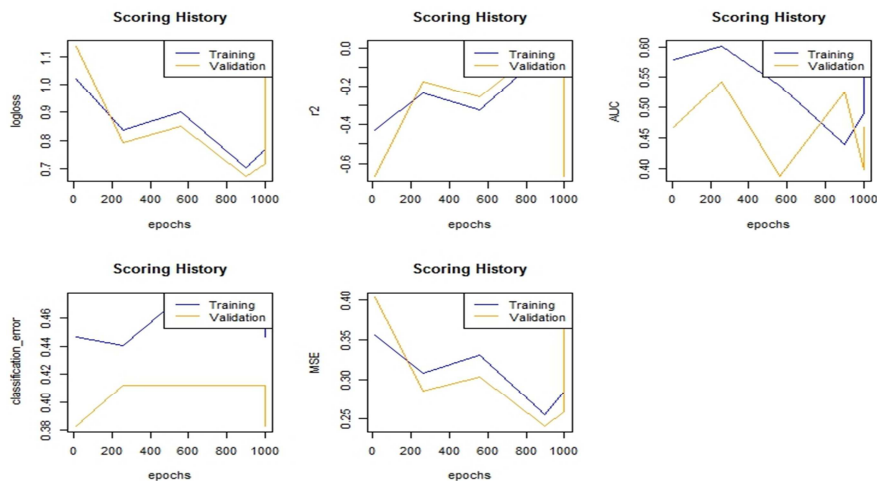 Scoring History
Training
Validation
logloss
1.1
1.0
0.9
0.8
0.7
0 200 400 600 800 1000
epochs
Scoring History
Training
Validation
r2
0.0
-0.2
-0.4
-0.6
0 200 400 600 800 1000
epochs
Scoring History
Training
Validation
AUC
0.60
0.55
0.50
0.45
0.40
0 200 400 600 800 1000
epochs
Scoring History
Training
Validation
classification_error
0.46
0.44
0.42
0.40
0.38
0 200 400 600 800 1000
epochs
Scoring History
Training
Validation
MSE
0.40
0.35
0.30
0.25
0 200 400 600 800 1000
epochs